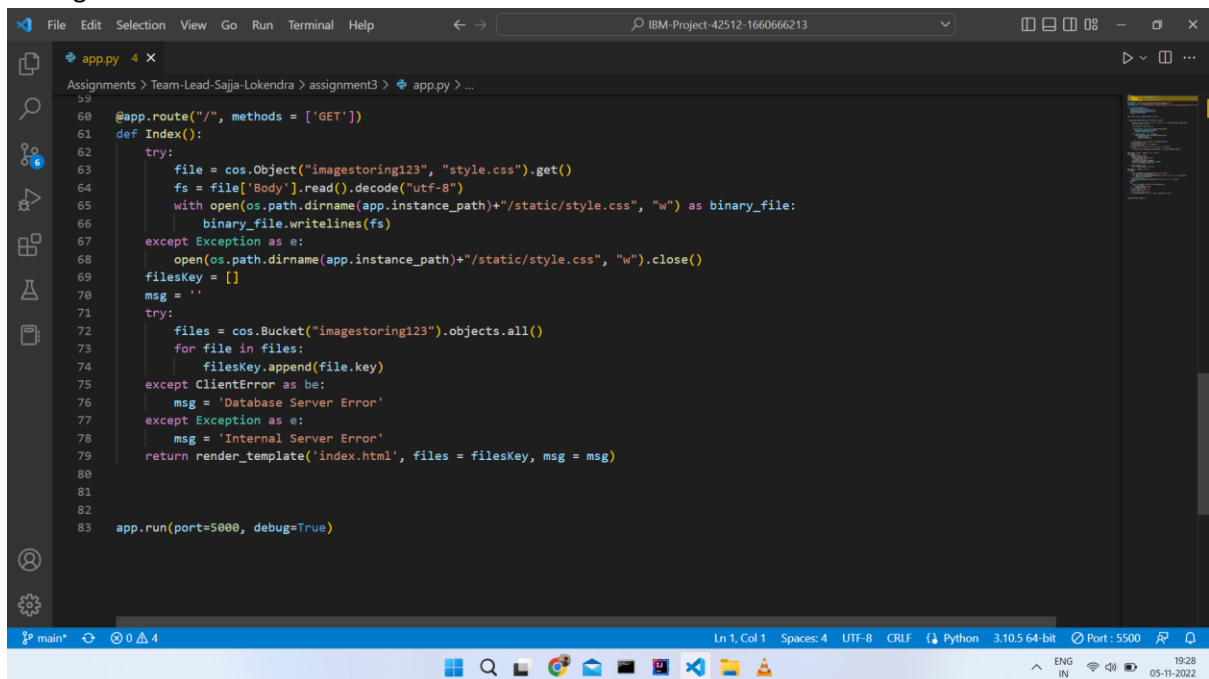 File Edit Selection View Go Run Terminal Help
IBM-Project-42512-1660666213
app.py 4
Assignments > Team-Lead-Sajja-Lokendra > assignment3 > app.py > ...
59
60 @app.route("/", methods = ['GET'])
61 def Index():
62     try:
63         file = cos.Object("imagestoring123", "style.css").get()
64         fs = file['Body'].read().decode("utf-8")
65         with open(os.path.dirname(app.instance_path)+"/static/style.css", "w") as binary_file:
66             binary_file.writelines(fs)
67     except Exception as e:
68         open(os.path.dirname(app.instance_path)+"/static/style.css", "w").close()
69     filesKey = []
70     msg = ''
71     try:
72         files = cos.Bucket("imagestoring123").objects.all()
73         for file in files:
74             filesKey.append(file.key)
75     except ClientError as be:
76         msg = 'Database Server Error'
77     except Exception as e:
78         msg = 'Internal Server Error'
79     return render_template('index.html', files = filesKey, msg = msg)
80
81
82
83 app.run(port=5000, debug=True)
6
main* 0 4 Ln 1, Col 1 Spaces: 4 UTF-8 CRLF Python 3.10.5 64-bit Port : 5500
ENG IN 19:28 05-11-2022